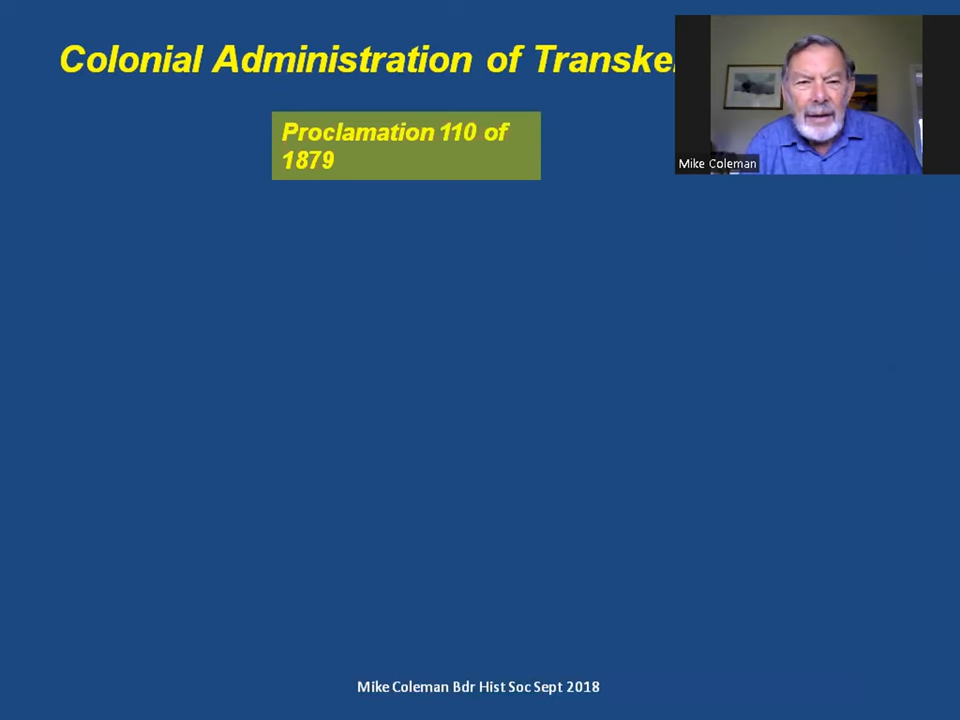 Colonial Administration of Transke
Proclamation 110 of
1879
Mike Coleman
Mike Coleman Bdr Hist Soc Sept 2018